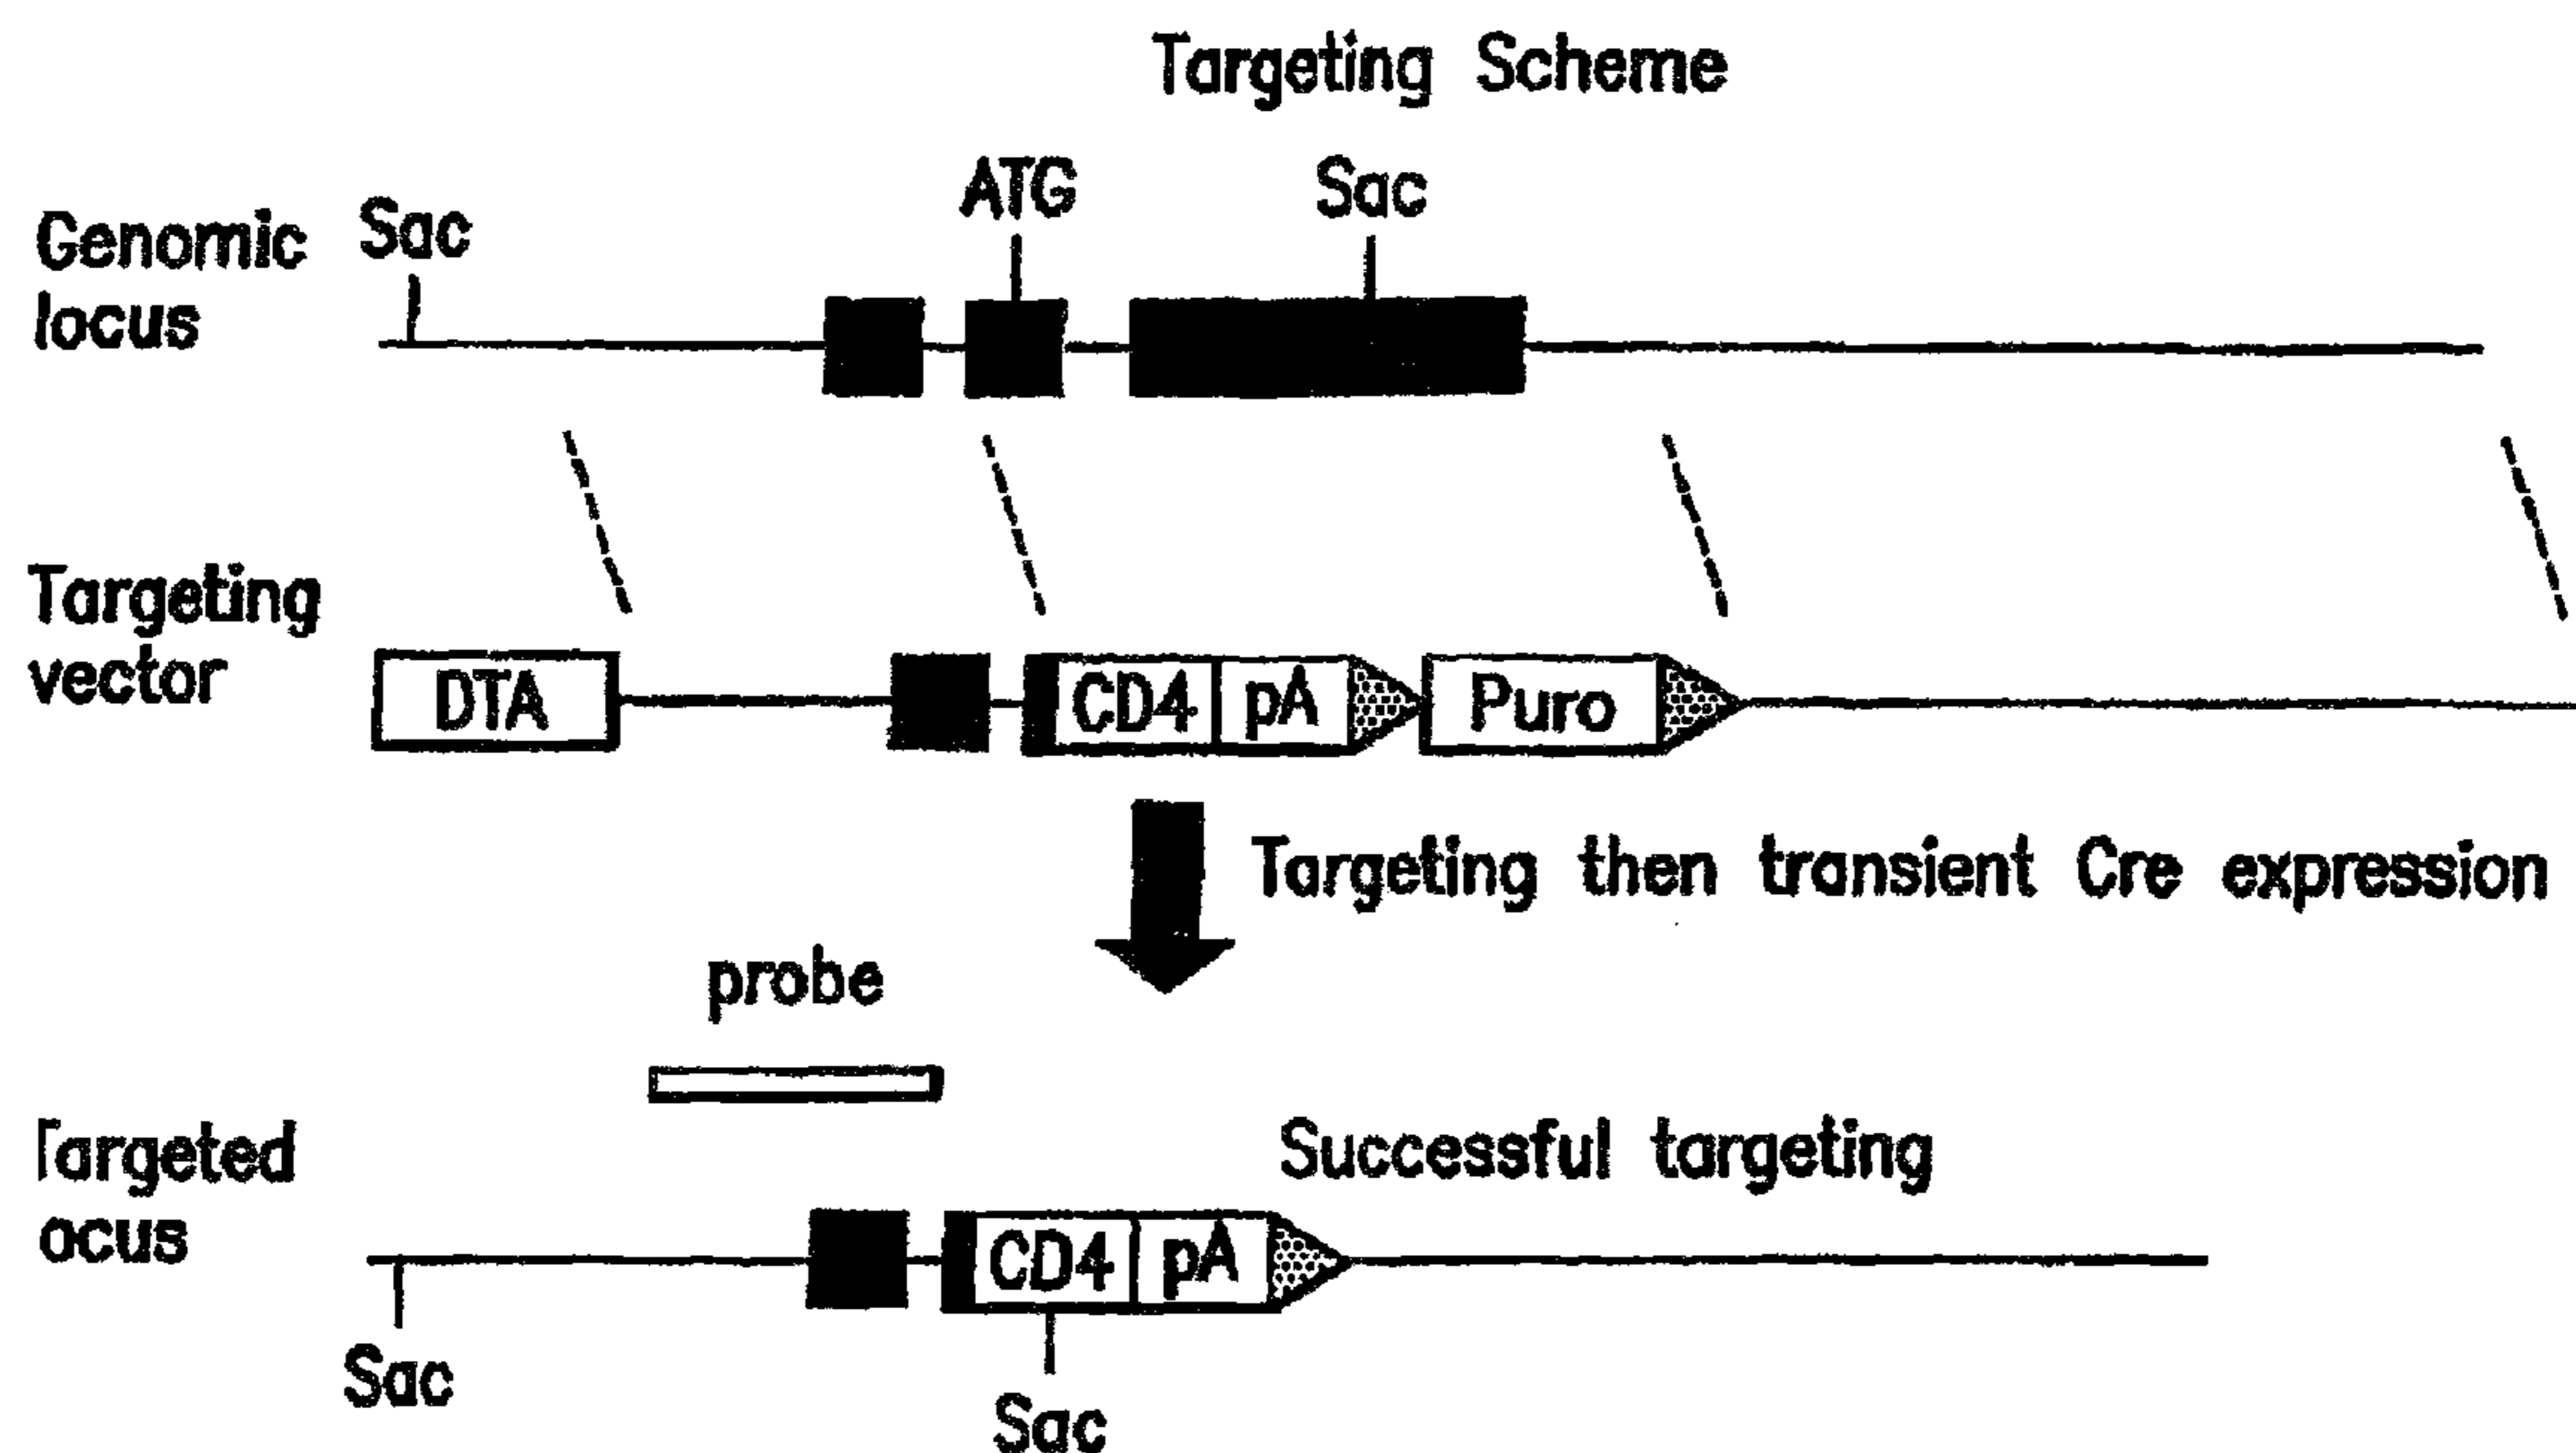 Targeting Scheme
ATG
Sac
Genomic
locus
Sac
Targeting
vector
DTA
CD4
pA
Puro
Targeting then transient Cre expression
probe
Targeted
ocus
Successful targeting
CD4
pA
Sac
Sac